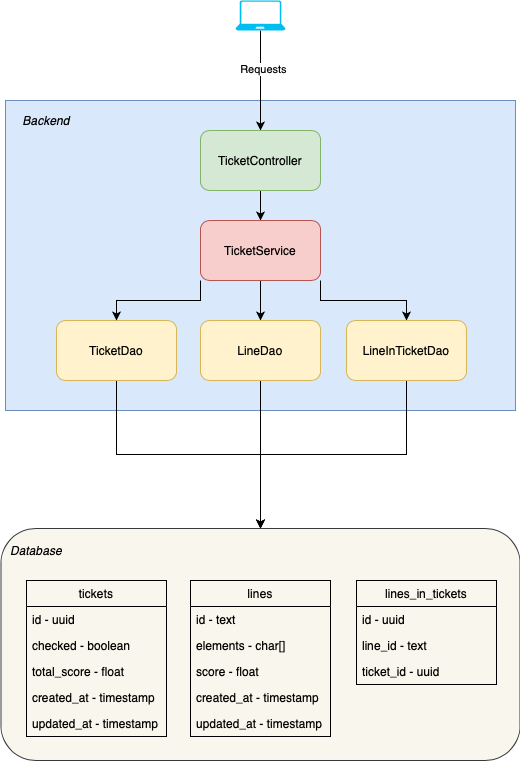 Requests
Backend
TicketController
TicketService
TicketDao
LineDao
LineInTicketDao
Database
tickets
id - uuid
checked - boolean
total_score - float
created_at - timestamp
updated_at - timestamp
lines
id - text
elements - char[]
score - float
created_at - timestamp
updated_at - timestamp
lines_in_tickets
id - uuid
line_id - text
ticket_id - uuid